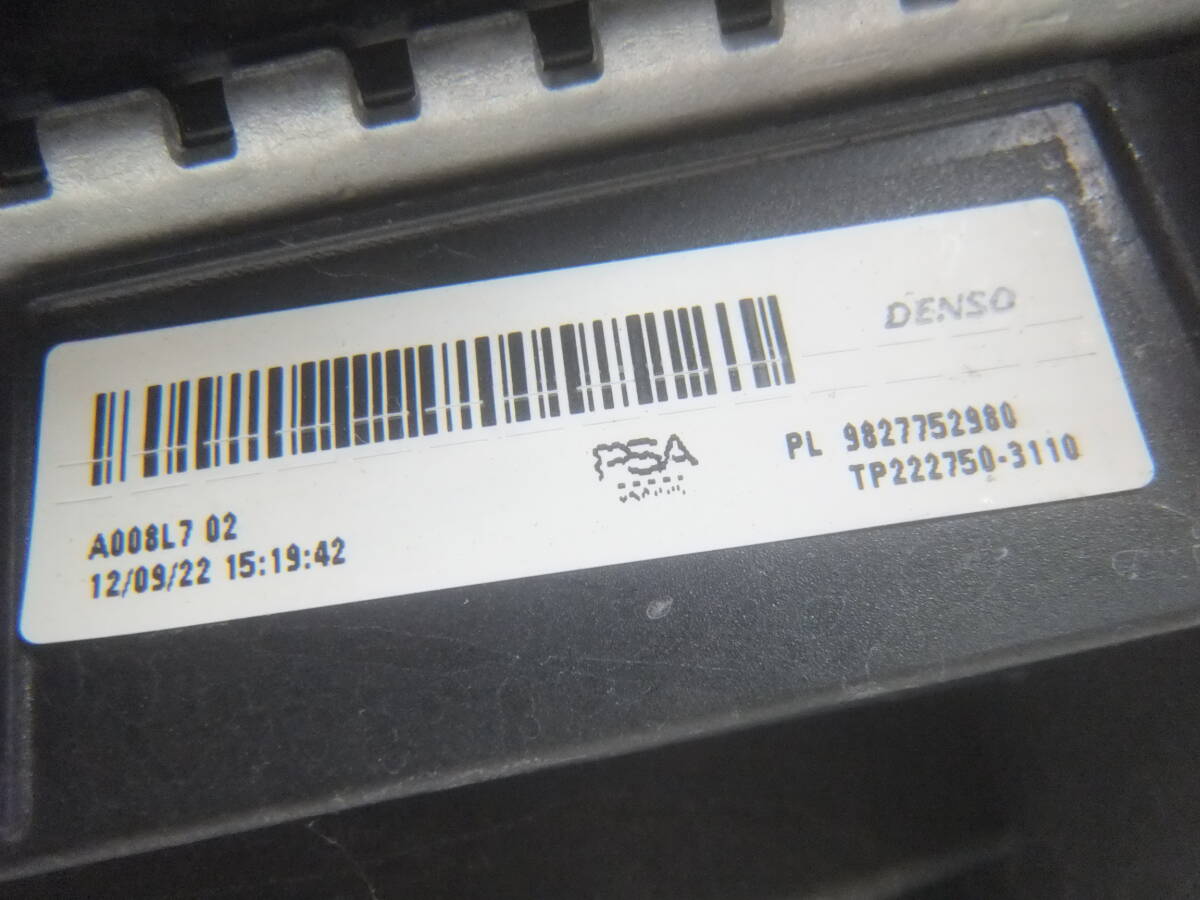 DENSO
PSA
PL 9827752980
TP222750-3110
A008L7 02
12/09/22 15:19:42